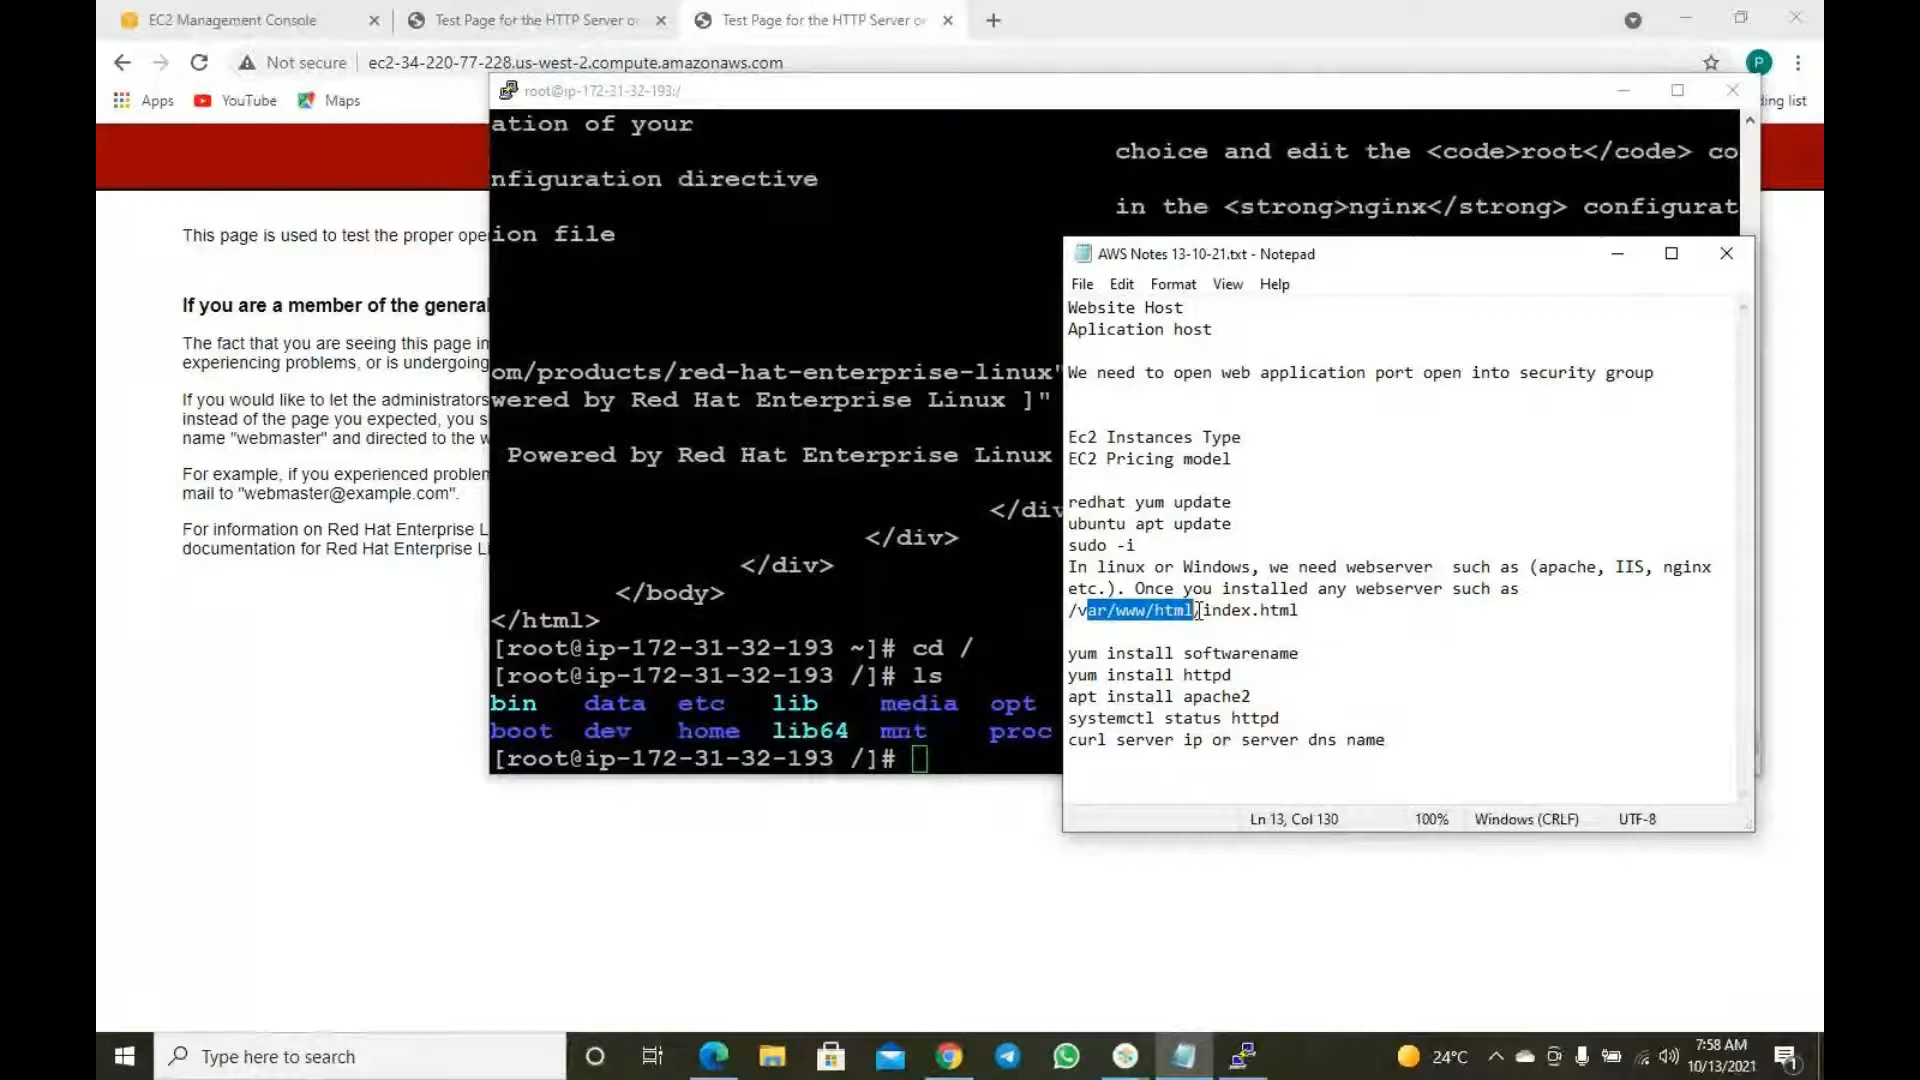 EC2 Management Console
Test Page for the HTTP Server or
Test Page for the HTTP Server or
Not secure
ec2-34-220-77-228.us-west-2.compute.amazonaws.com
P
Apps
YouTube
Maps
ding list
This page is used to test the proper ope
If you are a member of the general
The fact that you are seeing this page in
experiencing problems, or is undergoing
If you would like to let the administrators
instead of the page you expected, you s
name "webmaster" and directed to the w
For example, if you experienced problem
mail to "webmaster@example.com".
For information on Red Hat Enterprise L
documentation for Red Hat Enterprise Li
root@ip-172-31-32-193:/
ation of your
choice and edit the <code>root</code> co
nfiguration directive
in the <strong>nginx</strong> configurat
ion file
om/products/red-hat-enterprise-linux"
wered by Red Hat Enterprise Linux ]"
Powered by Red Hat Enterprise Linux
</div
</div>
</div>
</body>
</html>
[root@ip-172-31-32-193 ~]# cd /
[root@ip-172-31-32-193 /]# ls
bin data etc lib media opt
boot dev home lib64 mnt proc
[root@ip-172-31-32-193 /]#
AWS Notes 13-10-21.txt - Notepad
File Edit Format View Help
Website Host
Aplication host
We need to open web application port open into security group
Ec2 Instances Type
EC2 Pricing model
redhat yum update
ubuntu apt update
sudo -i
In linux or Windows, we need webserver  such as (apache, IIS, nginx
etc.). Once you installed any webserver such as
/var/www/html/index.html
yum install softwarename
yum install httpd
apt install apache2
systemctl status httpd
curl server ip or server dns name
Ln 13, Col 130
100%
Windows (CRLF)
UTF-8
Type here to search
24°C
7:58 AM
10/13/2021
1